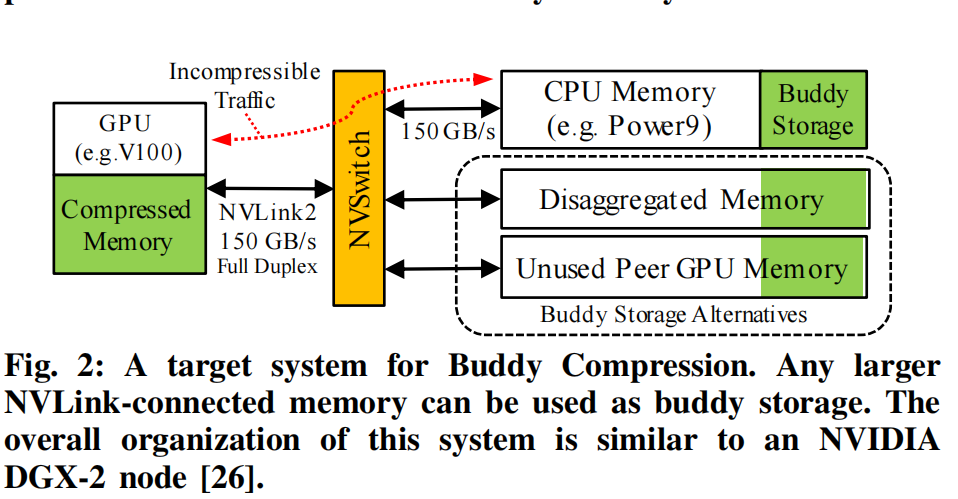 Incompressible
Traffic
GPU
(e.g.V100)
Compressed
Memory
NVLink2
150 GB/s
Full Duplex
NVSwitch
150 GB/s
CPU Memory
(e.g. Power9)
Buddy
Storage
Disaggregated Memory
Unused Peer GPU Memory
Buddy Storage Alternatives
Fig. 2: A target system for Buddy Compression. Any larger
NVLink-connected memory can be used as buddy storage. The
overall organization of this system is similar to an NVIDIA
DGX-2 node [26].